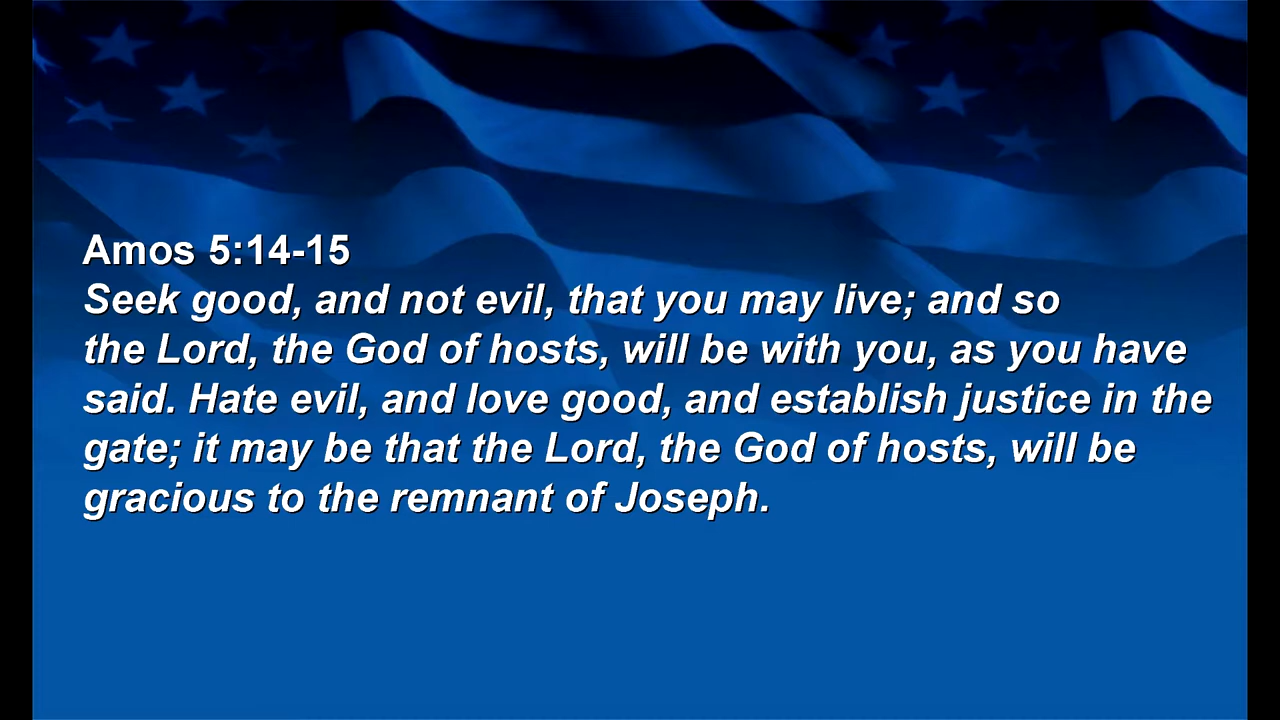 Amos 5:14-15
Seek good, and not evil, that you may live; and so
the Lord, the God of hosts, will be with you, as you have
said. Hate evil, and love good, and establish justice in the
gate; it may be that the Lord, the God of hosts, will be
gracious to the remnant of Joseph.